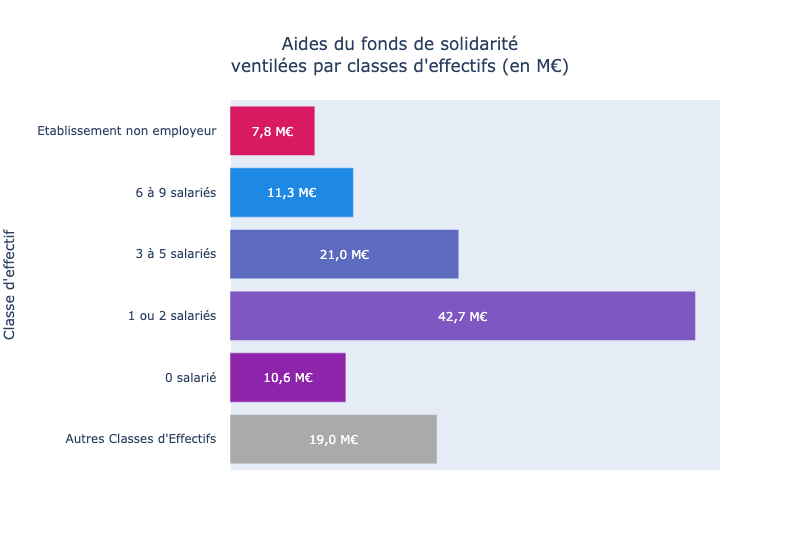 Aides du fonds de solidarité
ventilées par classes d'effectifs (en M€)
Classe d'effectif
Etablissement non employeur
7,8 M€
6 à 9 salariés
11,3 M€
3 à 5 salariés
21,0 M€
1 ou 2 salariés
42,7 M€
0 salarié
10,6 M€
Autres Classes d'Effectifs
19,0 M€